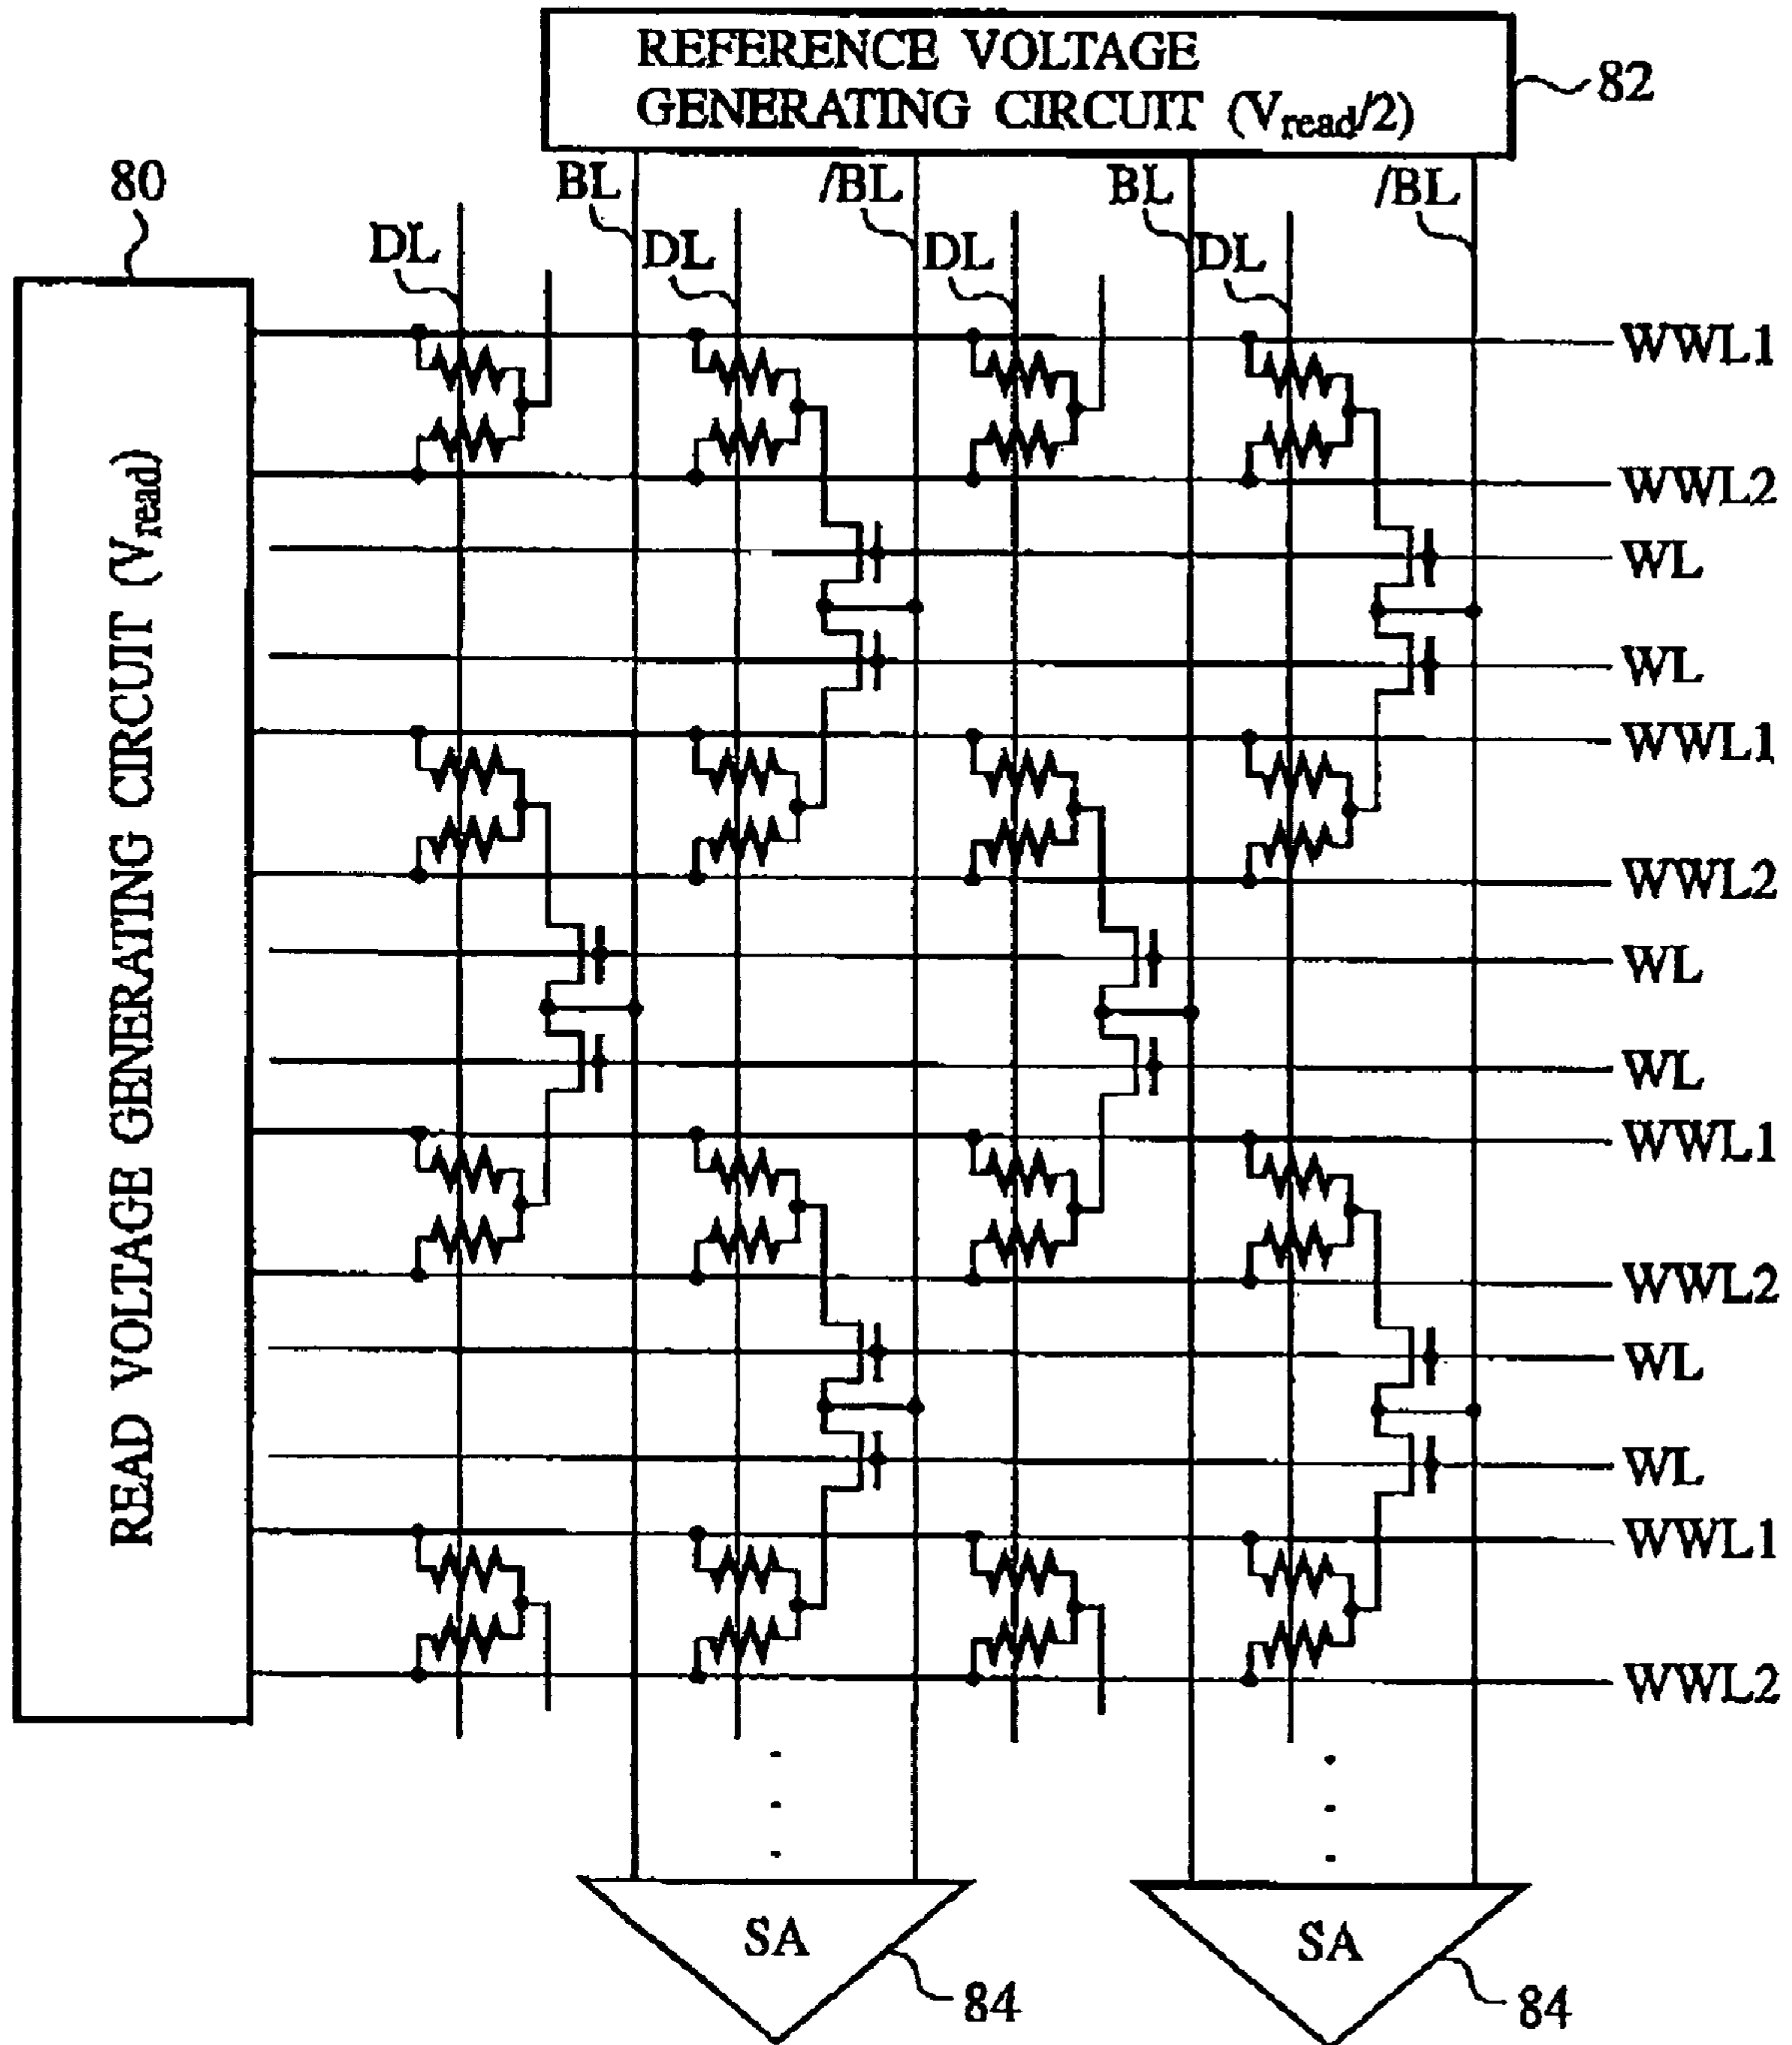 REFERENCE VOLTAGE
GENERATING CIRCUIT (Vread/2)
82
80
BL
/BL
BL
/BL
DL
DL
DL
DL
READ VOLTAGE GENERATING CIRCUIT (Vread)
WWL1
WWL2
WL
WL
WWL1
WWL2
WL
WL
WWL1
WWL2
WL
WL
WWL1
WWL2
SA
SA
84
84